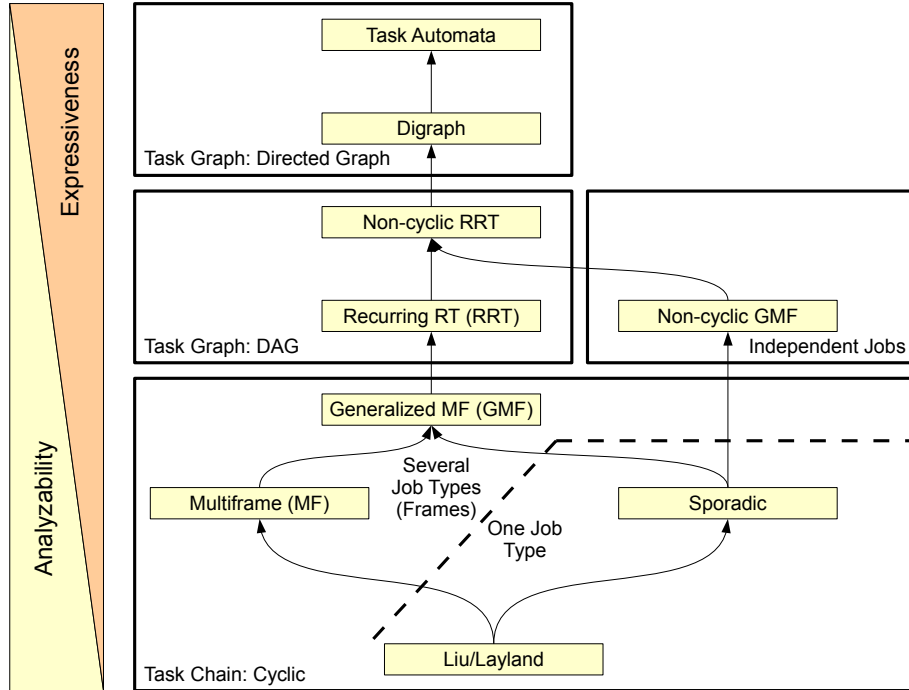 Expressiveness
Analyzability
Task Automata
Digraph
Task Graph: Directed Graph
Non-cyclic RRT
Recurring RT (RRT)
Task Graph: DAG
Non-cyclic GMF
Independent Jobs
Generalized MF (GMF)
Several
Job Types
(Frames)
Multiframe (MF)
Sporadic
One Job
Type
Liu/Layland
Task Chain: Cyclic